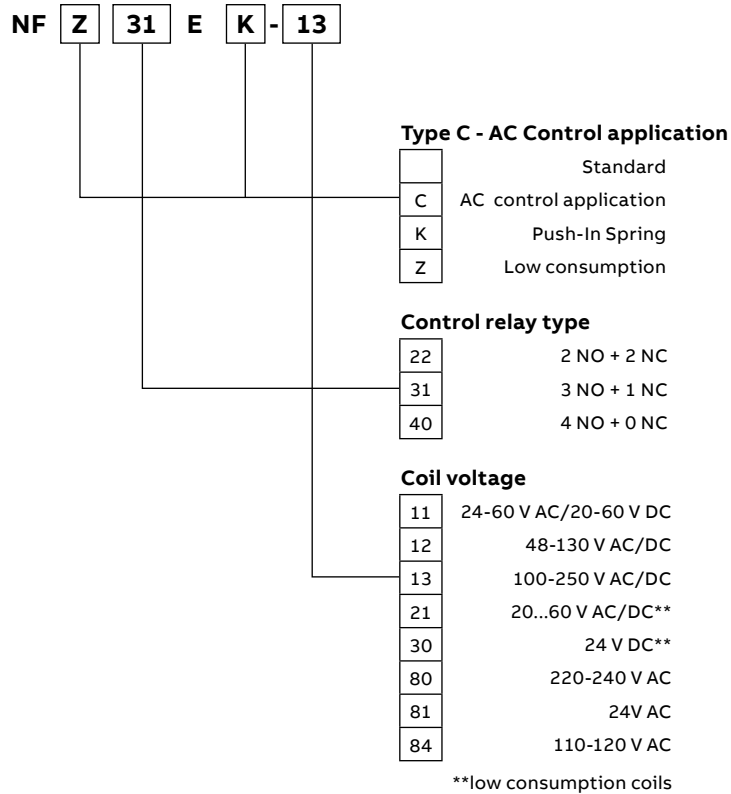 NF Z 31 E K - 13
Type C - AC Control application
Standard
C AC control application
K Push-In Spring
Z Low consumption
Control relay type
22 2 NO + 2 NC
31 3 NO + 1 NC
40 4 NO + 0 NC
Coil voltage
11 24-60 V AC/20-60 V DC
12 48-130 V AC/DC
13 100-250 V AC/DC
21 20...60 V AC/DC**
30 24 V DC**
80 220-240 V AC
81 24V AC
84 110-120 V AC
**low consumption coils